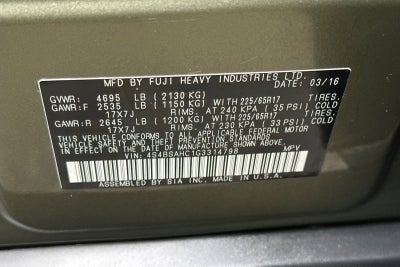 MFD BY FUJI HEAVY INDUSTRIES LTD.
GVWR: 4695 LB (2130 KG) DATE: 03/16
GAWR:F 2535 LB (1150 KG) WITH 225/65R17 TIRES.
17X7J RIMS. AT 240 KPA ( 35 PSI) COLD
GAWR:R 2645 LB (1200 KG) WITH 225/65R17 TIRES.
17X7J RIMS. AT 230 KPA ( 33 PSI) COLD
THIS VEHICLE CONFORMS TO ALL APPLICABLE FEDERAL MOTOR
VEHICLE SAFETY AND THEFT PREVENTION STANDARDS IN EFFECT
ON THE DATE OF MANUFACTURE SHOWN ABOVE.
VIN: 4S4BSAHC1G3314798 MPV
ASSEMBLED BY SIA INC. MADE IN U.S.A.